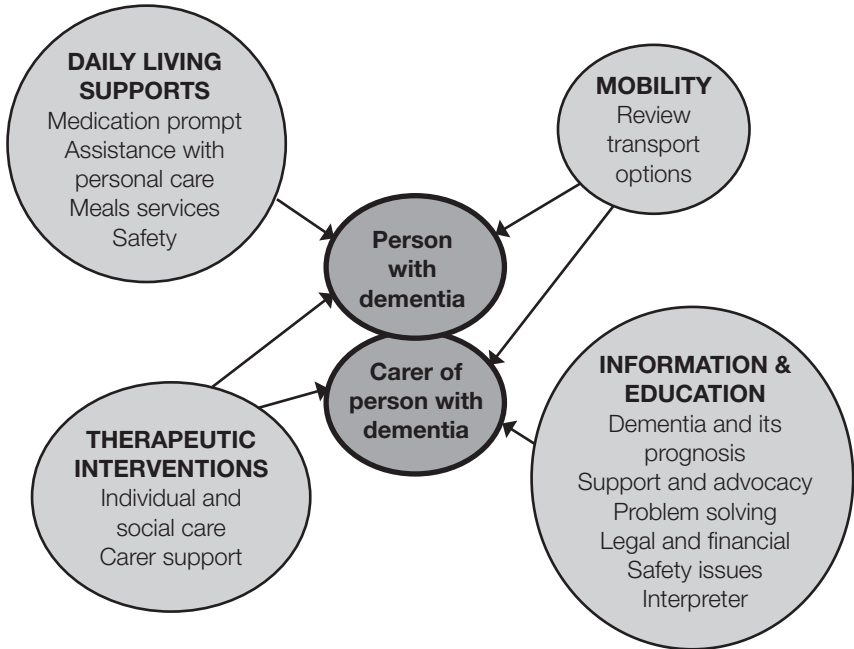 DAILY LIVING
SUPPORTS
Medication prompt
Assistance with
personal care
Meals services
Safety
MOBILITY
Review
transport
options
Person
with
dementia
Carer of
person with
dementia
THERAPEUTIC
INTERVENTIONS
Individual and
social care
Carer support
INFORMATION &
EDUCATION
Dementia and its
prognosis
Support and advocacy
Problem solving
Legal and financial
Safety issues
Interpreter